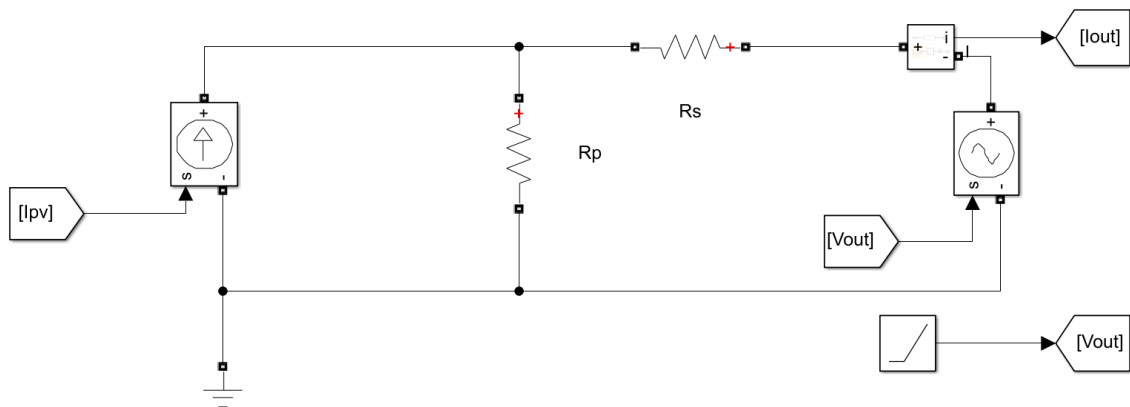 i
[Iout]
+
-
I
+
Rs
+
+
s
-
Rp
+
s
-
[Ipv]
[Vout]
[Vout]